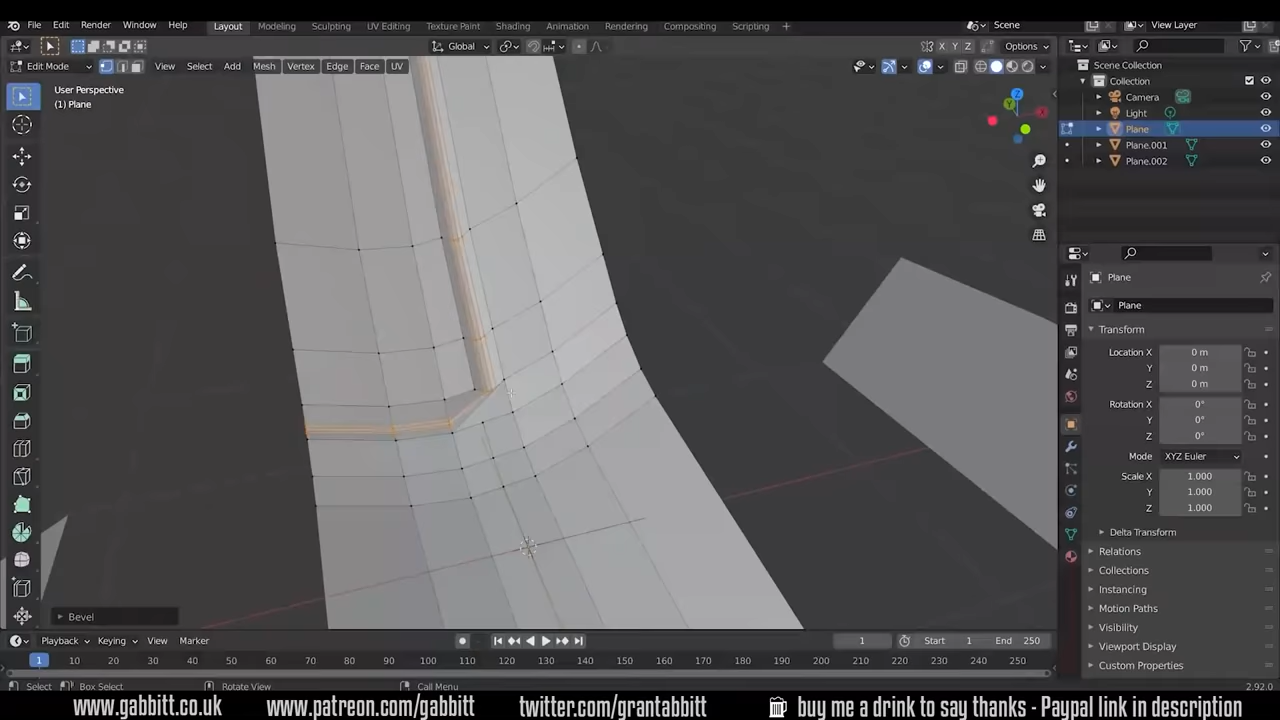 File Edit Render Window Help Layout Modeling Sculpting UV Editing Texture Paint Shading Animation Rendering Compositing Scripting + Scene View Layer
Global X Y Z Options
Edit Mode View Select Add Mesh Vertex Edge Face UV
User Perspective
(1) Plane
Z
Y
X
Scene Collection
Collection
Camera
Light
Plane
Plane.001
Plane.002
Plane
Plane
Transform
Location X 0 m
Y 0 m
Z 0 m
Rotation X 0°
Y 0°
Z 0°
Mode XYZ Euler
Scale X 1.000
Y 1.000
Z 1.000
Delta Transform
Relations
Collections
Instancing
Motion Paths
Visibility
Viewport Display
Custom Properties
Bevel
Playback Keying View Marker 1 Start 1 End 250
1 10 20 30 40 50 60 70 80 90 100 110 120 130 140 150 160 170 180 190 200 210 220 230 240 250
Select Box Select Rotate View Call Menu 2.92.0
www.gabbitt.co.uk www.patreon.com/gabbitt twitter.com/grantabbitt buy me a drink to say thanks - Paypal link in description